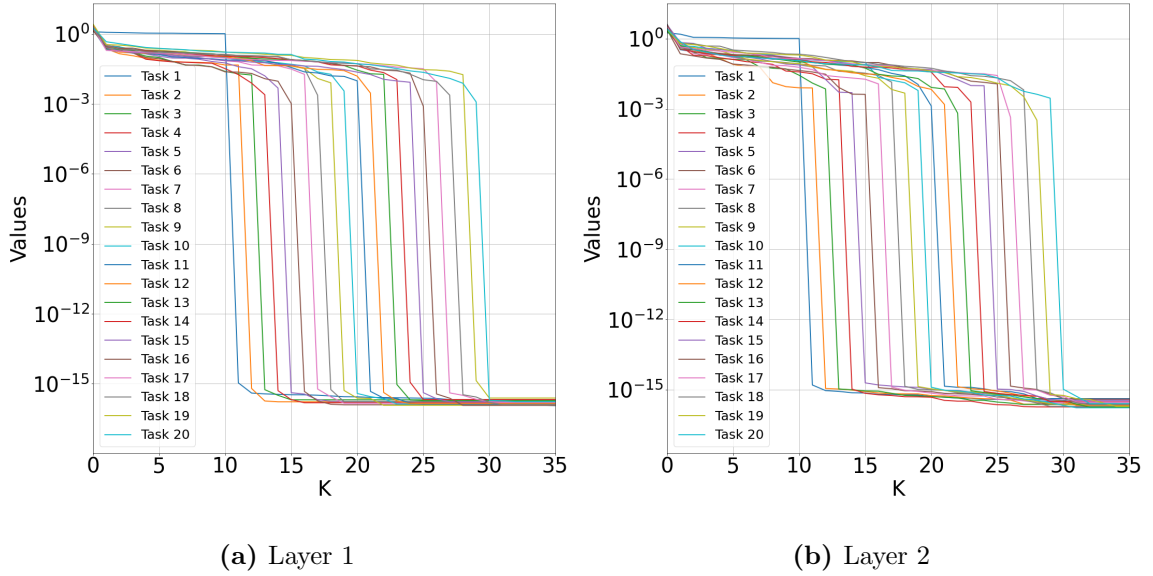 10^0
10^-3
10^-6
10^-9
10^-12
10^-15
Values
Task 1
Task 2
Task 3
Task 4
Task 5
Task 6
Task 7
Task 8
Task 9
Task 10
Task 11
Task 12
Task 13
Task 14
Task 15
Task 16
Task 17
Task 18
Task 19
Task 20
0 5 10 15 20 25 30 35
K
(a) Layer 1
10^0
10^-3
10^-6
10^-9
10^-12
10^-15
Values
Task 1
Task 2
Task 3
Task 4
Task 5
Task 6
Task 7
Task 8
Task 9
Task 10
Task 11
Task 12
Task 13
Task 14
Task 15
Task 16
Task 17
Task 18
Task 19
Task 20
0 5 10 15 20 25 30 35
K
(b) Layer 2